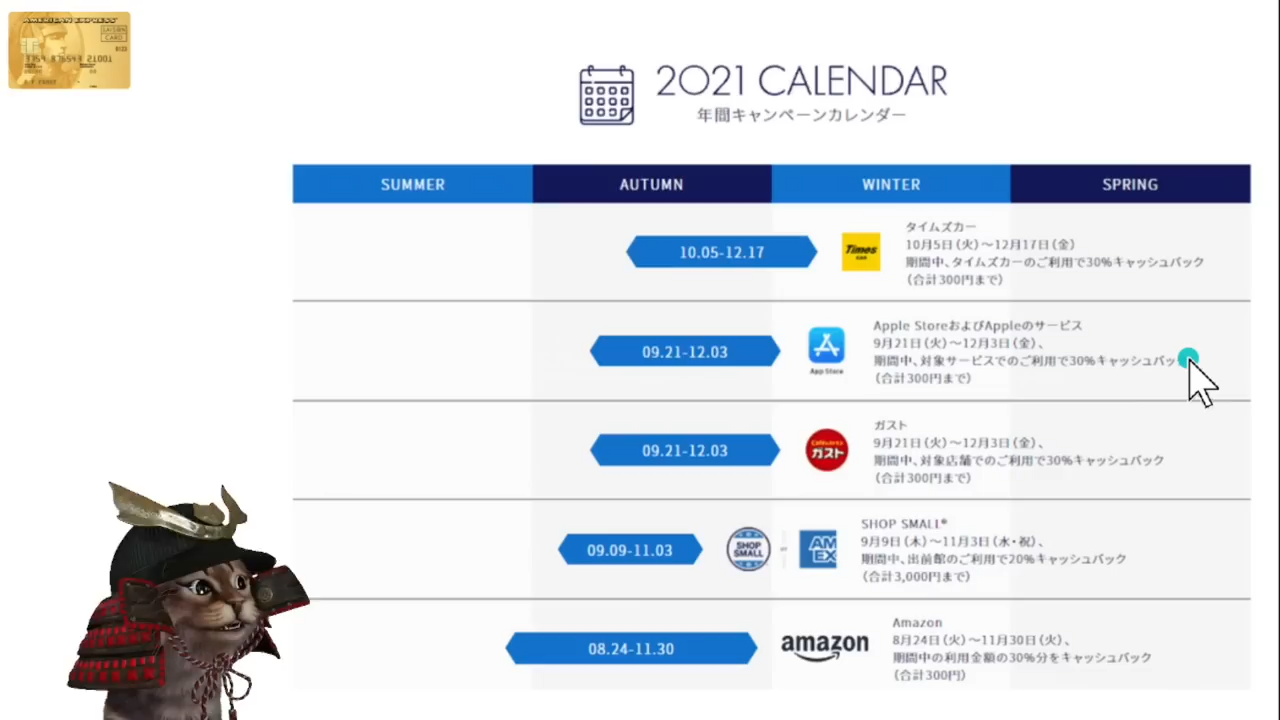 AMERICAN EXPRESS
SAISON
CARD
2021 CALENDAR
年間キャンペーンカレンダー
SUMMER AUTUMN WINTER SPRING
10.05-12.17
Times
CAR
タイムズカー
10月5日(火)～12月17日(金)
期間中、タイムズカーのご利用で30%キャッシュバック
(合計300円まで)
09.21-12.03
App Store
Apple StoreおよびAppleのサービス
9月21日(火)～12月3日(金)、
期間中、対象サービスでのご利用で30%キャッシュバッ
(合計300円まで)
09.21-12.03
ガスト
ガスト
9月21日(火)～12月3日(金)、
期間中、対象店舗でのご利用で30%キャッシュバック
(合計300円まで)
09.09-11.03
SHOP
SMALL
AM
EX
SHOP SMALL®
9月9日(木)～11月3日(水・祝)、
期間中、出前館のご利用で20%キャッシュバック
(合計3,000円まで)
08.24-11.30
amazon
Amazon
8月24日(火)～11月30日(火)、
期間中の利用金額の30%分をキャッシュバック
(合計300円)